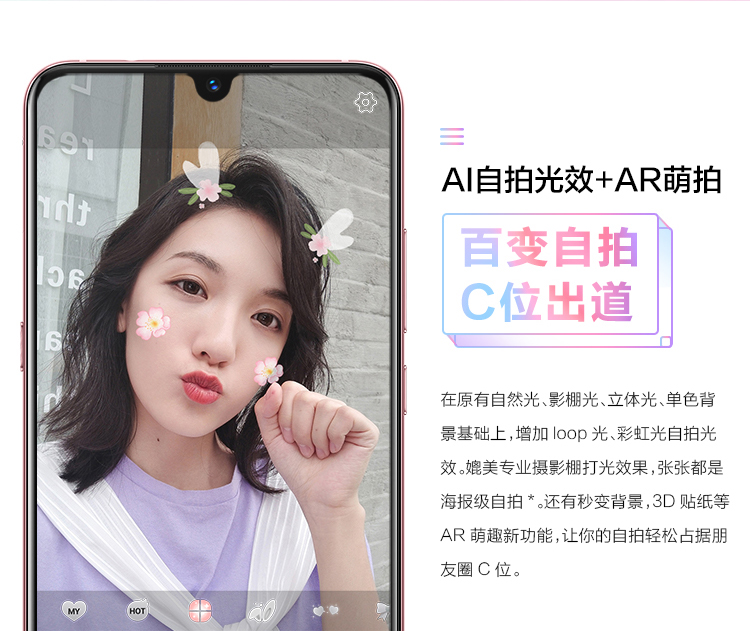 AI自拍光效+AR萌拍
百变自拍
C位出道
在原有自然光、影棚光、立体光、单色背
景基础上，增加 loop 光、彩虹光自拍光
效。媲美专业摄影棚打光效果，张张都是
海报级自拍 *。还有秒变背景，3D 贴纸等
AR 萌趣新功能，让你的自拍轻松占据朋
友圈 C 位。
MY
HOT